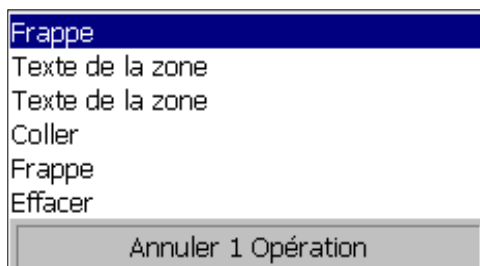 Frappe
Texte de la zone
Texte de la zone
Coller
Frappe
Effacer
Annuler 1 Opération